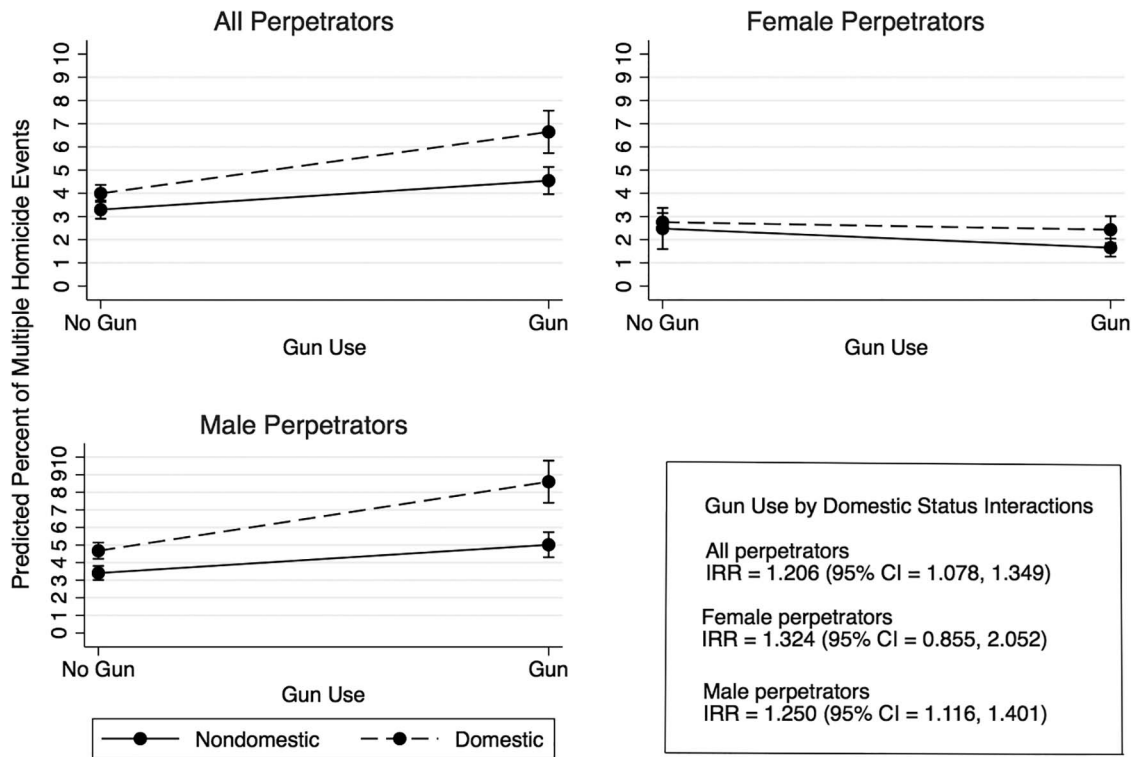 All Perpetrators
Predicted Percent of Multiple Homicide Events
10
9
8
7
6
5
4
3
2
1
0
No Gun Gun
Gun Use
Female Perpetrators
10
9
8
7
6
5
4
3
2
1
0
No Gun Gun
Gun Use
Male Perpetrators
10
9
8
7
6
5
4
3
2
1
0
No Gun Gun
Gun Use
Nondomestic Domestic
Gun Use by Domestic Status Interactions
All perpetrators
IRR = 1.206 (95% CI = 1.078, 1.349)
Female perpetrators
IRR = 1.324 (95% CI = 0.855, 2.052)
Male perpetrators
IRR = 1.250 (95% CI = 1.116, 1.401)